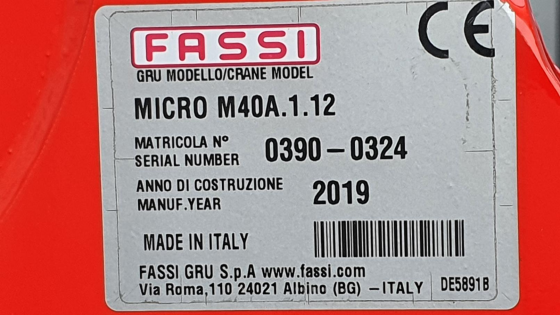 FASSI
CE
GRU MODELLO/CRANE MODEL
MICRO M40A.1.12
MATRICOLA N°
SERIAL NUMBER 0390-0324
ANNO DI COSTRUZIONE
MANUF.YEAR 2019
MADE IN ITALY
FASSI GRU S.p.A www.fassi.com
Via Roma,110 24021 Albino (BG) -ITALY DE5891B